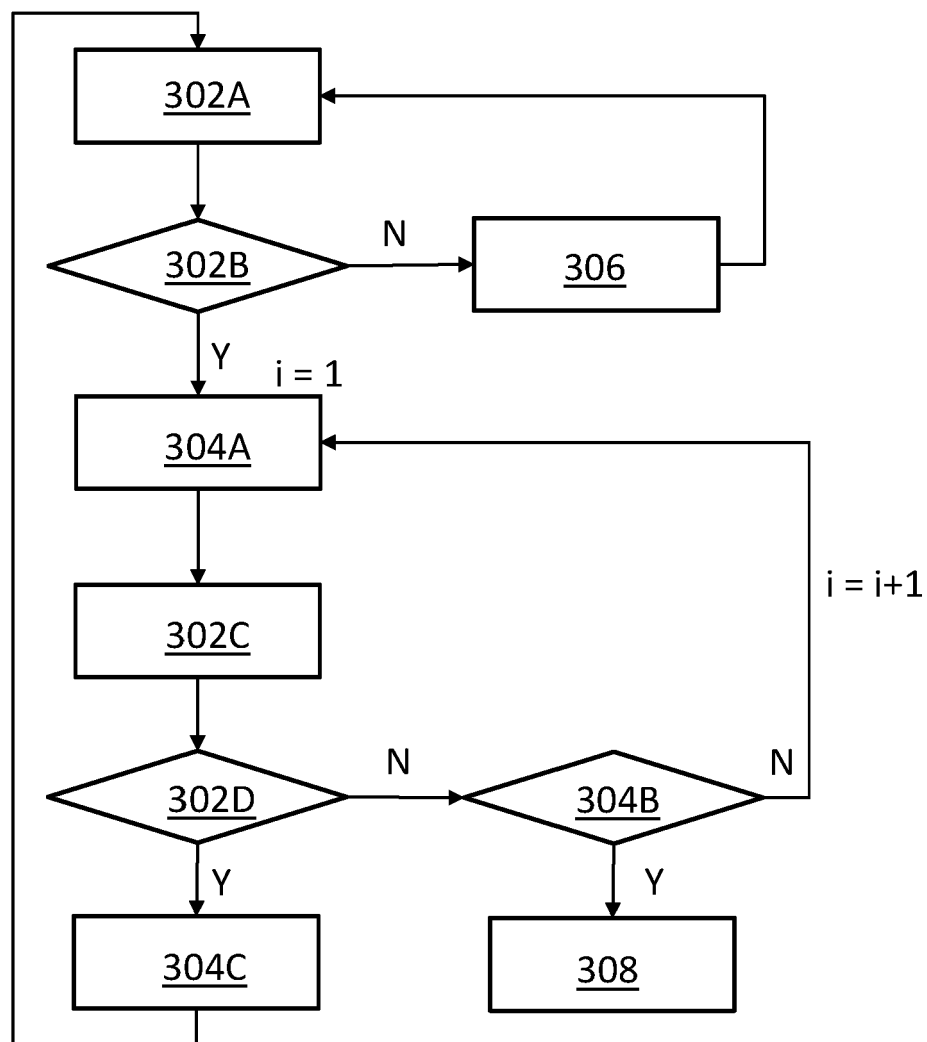 302A
302B
N
306
Y
i = 1
304A
i = i+1
302C
302D
N
304B
N
Y
Y
304C
308